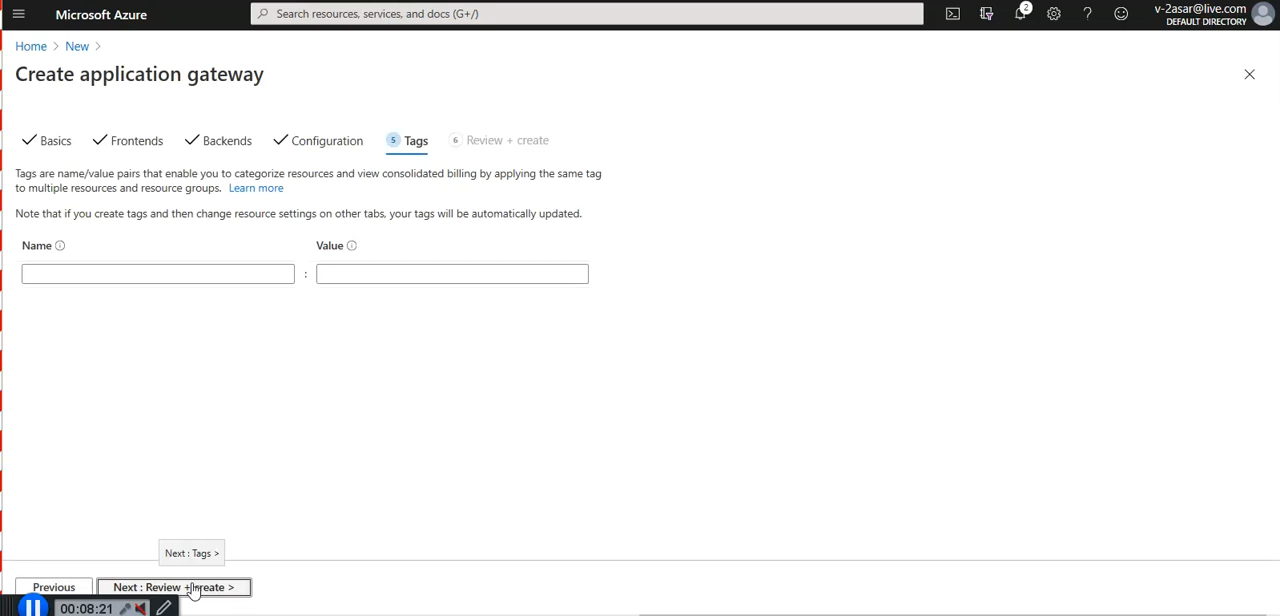 Microsoft Azure
Search resources, services, and docs (G+/)
2
v-2asar@live.com
DEFAULT DIRECTORY
Home > New >
Create application gateway
Basics Frontends Backends Configuration 5 Tags 6 Review + create
Tags are name/value pairs that enable you to categorize resources and view consolidated billing by applying the same tag
to multiple resources and resource groups. Learn more
Note that if you create tags and then change resource settings on other tabs, your tags will be automatically updated.
Name Value
:
Next : Tags >
Previous Next : Review + create >
00:08:21